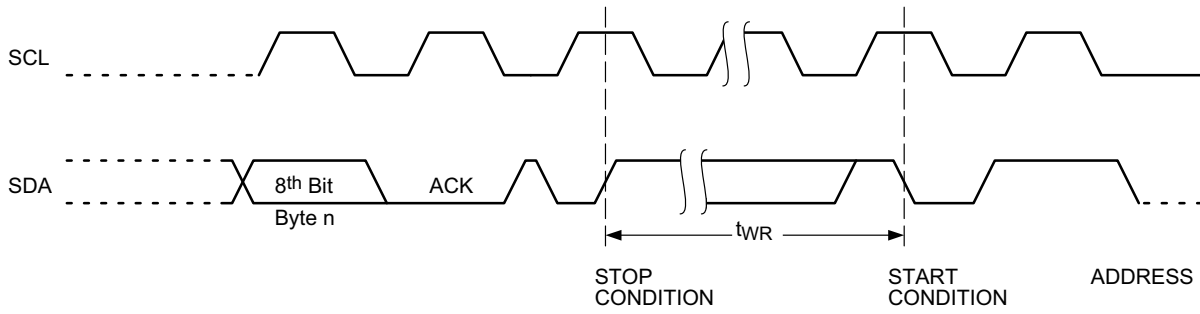 SCL
SDA
8th Bit
ACK
Byte n
tWR
STOP
CONDITION
START
CONDITION
ADDRESS